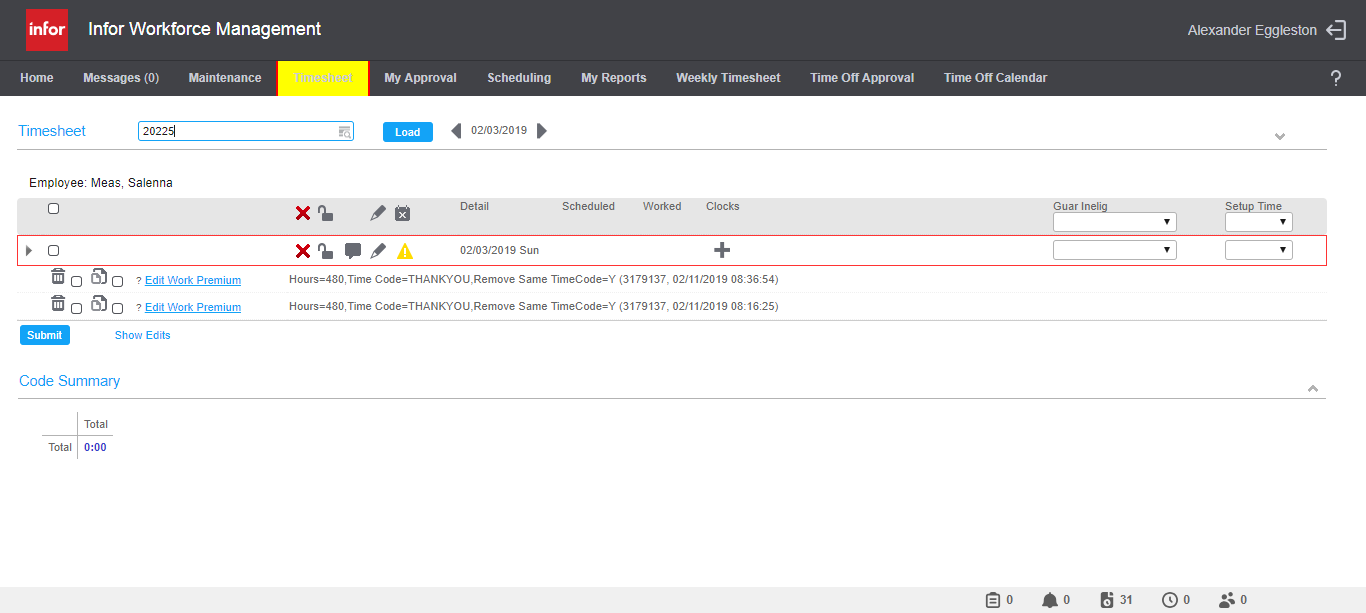 infor Infor Workforce Management Alexander Eggleston
Home Messages (0) Maintenance Timesheet My Approval Scheduling My Reports Weekly Timesheet Time Off Approval Time Off Calendar ?
Timesheet 20225 Load 02/03/2019
Employee: Meas, Salenna
Detail Scheduled Worked Clocks Guar Inelig Setup Time
02/03/2019 Sun
? Edit Work Premium Hours=480,Time Code=THANKYOU,Remove Same TimeCode=Y (3179137, 02/11/2019 08:36:54)
? Edit Work Premium Hours=480,Time Code=THANKYOU,Remove Same TimeCode=Y (3179137, 02/11/2019 08:16:25)
Submit Show Edits
Code Summary
Total
Total 0:00
0 0 31 0 0